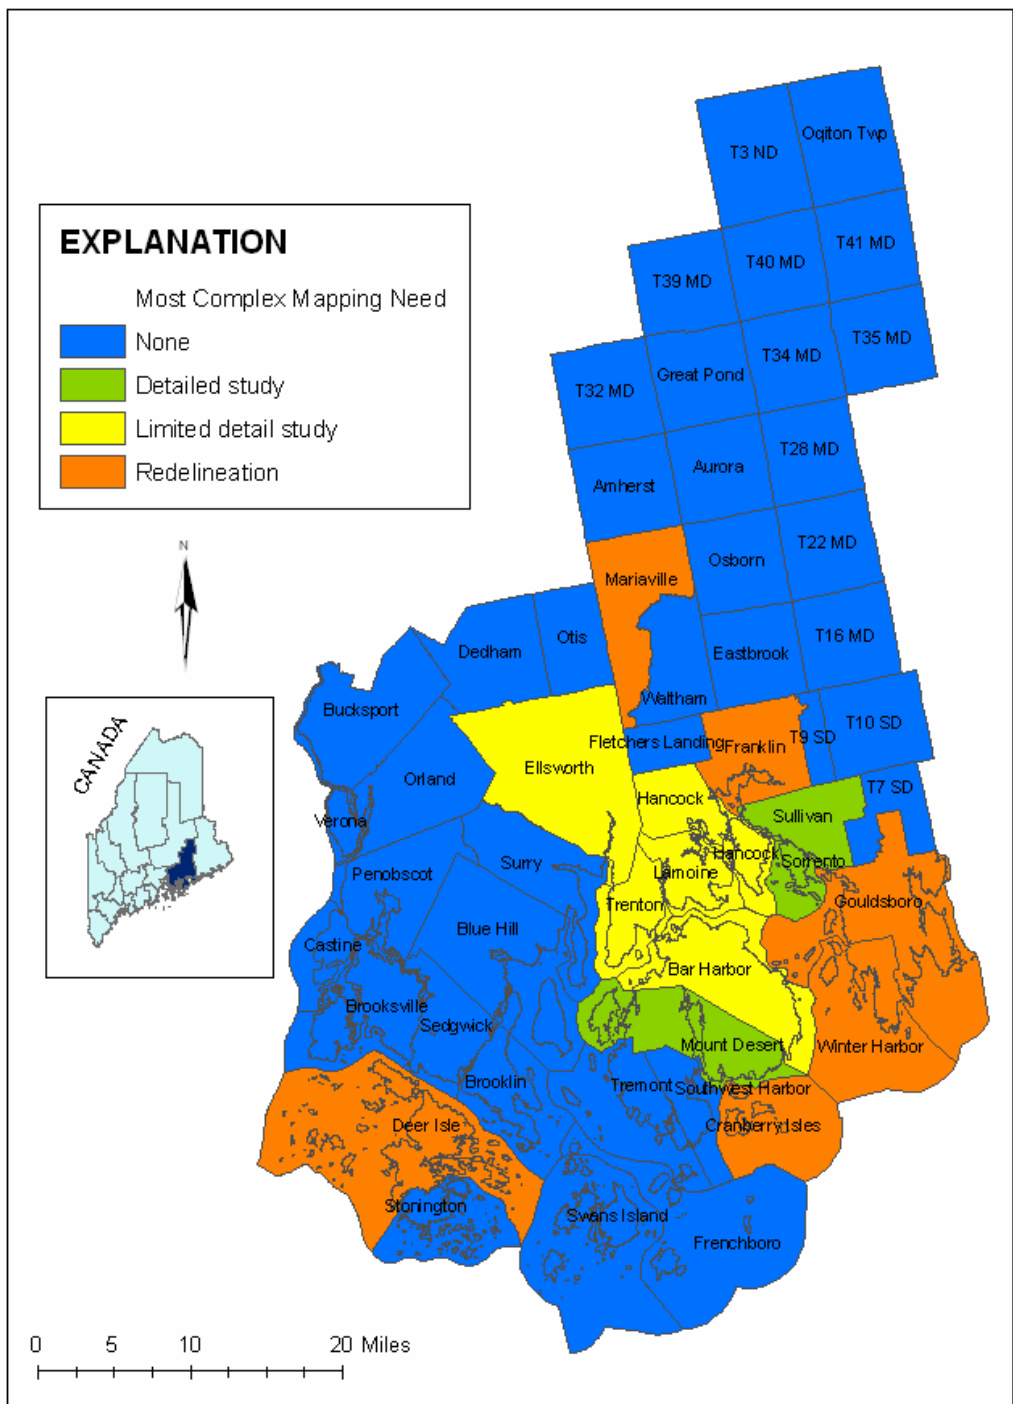 EXPLANATION
Most Complex Mapping Need
None
Detailed study
Limited detail study
Redelineation
N
CANADA
T3 ND
Oqiton Twp
T41 MD
T40 MD
T39 MD
T35 MD
T34 MD
Great Pond
T32 MD
T28 MD
Aurora
Amherst
T22 MD
Osborn
Mariaville
T16 MD
Otis
Dedham
Eastbrook
Waltham
Bucksport
T10 SD
T9 SD
Fletchers Landing
Franklin
Ellsworth
Orland
T7 SD
Hancock
Sullivan
Verona
Hancock
Sorrento
Surry
Lamoine
Penobscot
Trenton
Gouldsboro
Blue Hill
Castine
Bar Harbor
Brooksville
Sedgwick
Mount Desert
Winter Harbor
Brooklin
Tremont
Southwest Harbor
Deer Isle
Cranberry Isles
Stonington
Swans Island
Frenchboro
0 5 10 20 Miles